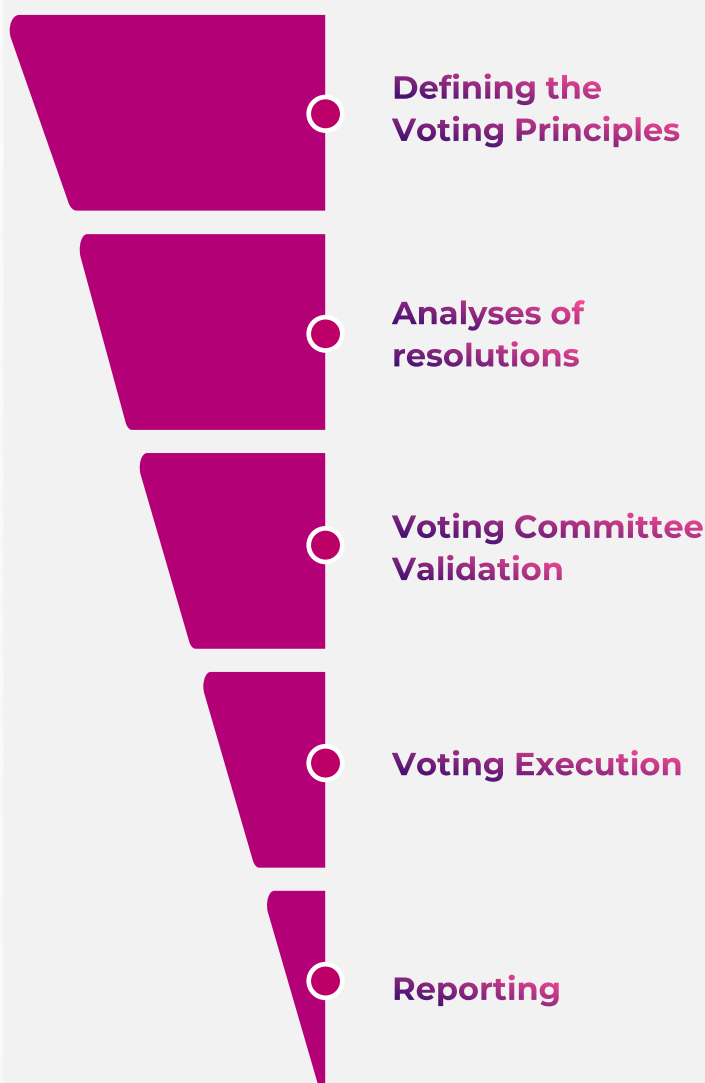 Defining the
Voting Principles
Analyses of
resolutions
Voting Committee
Validation
Voting Execution
Reporting